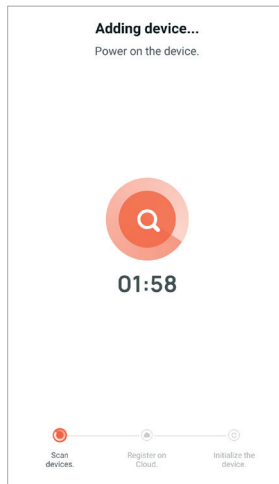 Adding device...
Power on the device.
01:58
Scan devices.
Register on Cloud.
Initialize the device.